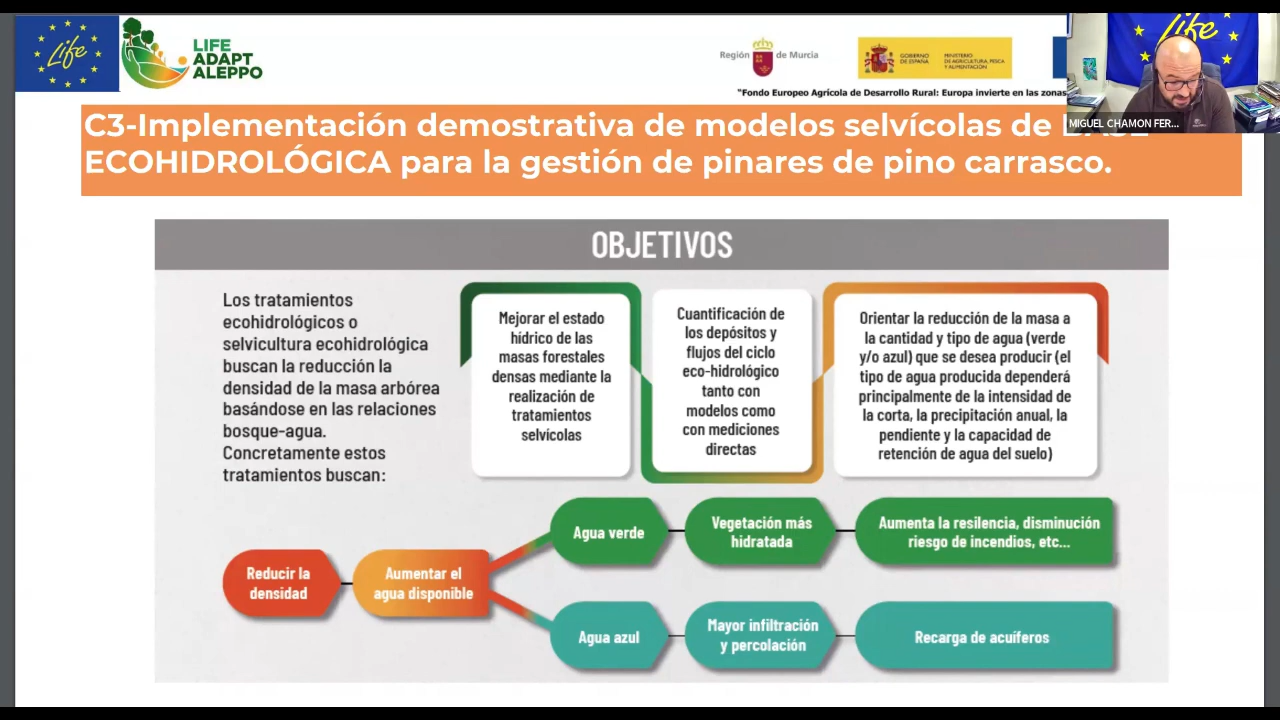 Life
LIFE
ADAPT
ALEPPO
Región de Murcia
GOBIERNO
DE ESPAÑA
MINISTERIO
DE AGRICULTURA, PESCA
Y ALIMENTACIÓN
"Fondo Europeo Agrícola de Desarrollo Rural: Europa invierte en las zonas
life
MIGUEL CHAMON FER...
C3-Implementación demostrativa de modelos selvícolas de
ECOHIDROLÓGICA para la gestión de pinares de pino carrasco.
OBJETIVOS
Los tratamientos
ecohidrológicos o
selvicultura ecohidrológica
buscan la reducción la
densidad de la masa arbórea
basándose en las relaciones
bosque-agua.
Concretamente estos
tratamientos buscan:
Mejorar el estado
hídrico de las
masas forestales
densas mediante la
realización de
tratamientos
selvícolas
Cuantificación de
los depósitos y
flujos del ciclo
eco-hidrológico
tanto con
modelos como
con mediciones
directas
Orientar la reducción de la masa a
la cantidad y tipo de agua (verde
y/o azul) que se desea producir (el
tipo de agua producida dependerá
principalmente de la intensidad de
la corta, la precipitación anual, la
pendiente y la capacidad de
retención de agua del suelo)
Reducir la
densidad
Aumentar el
agua disponible
Agua verde
Vegetación más
hidratada
Aumenta la resilencia, disminución
riesgo de incendios, etc...
Agua azul
Mayor infiltración
y percolación
Recarga de acuíferos